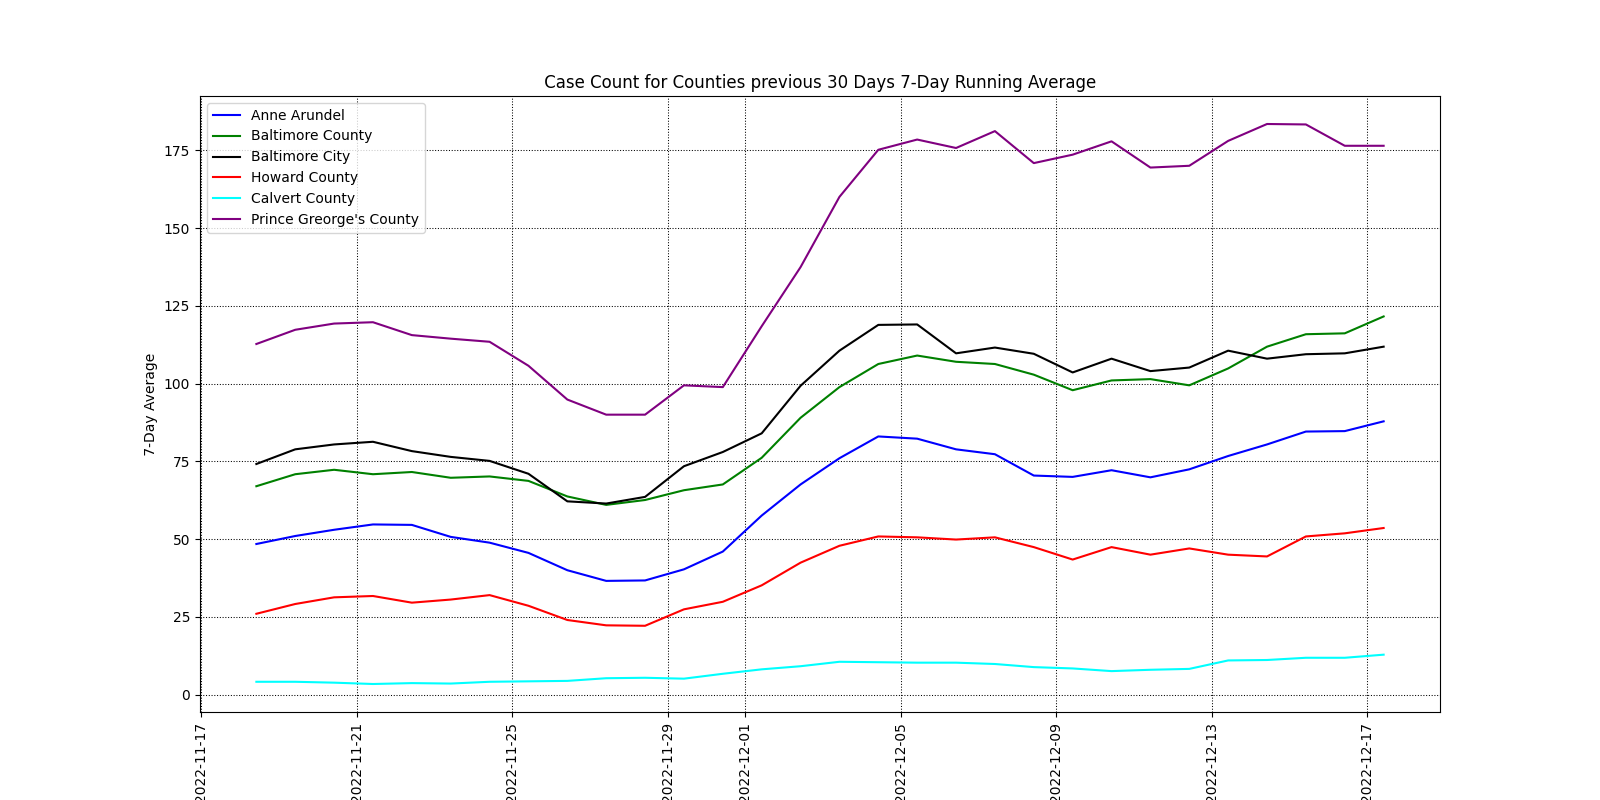 Case Count for Counties previous 30 Days 7-Day Running Average
Anne Arundel
Baltimore County
Baltimore City
Howard County
Calvert County
Prince Greorge's County
7-Day Average
175
150
125
100
75
50
25
0
2022-11-17
2022-11-21
2022-11-25
2022-11-29
2022-12-01
2022-12-05
2022-12-09
2022-12-13
2022-12-17